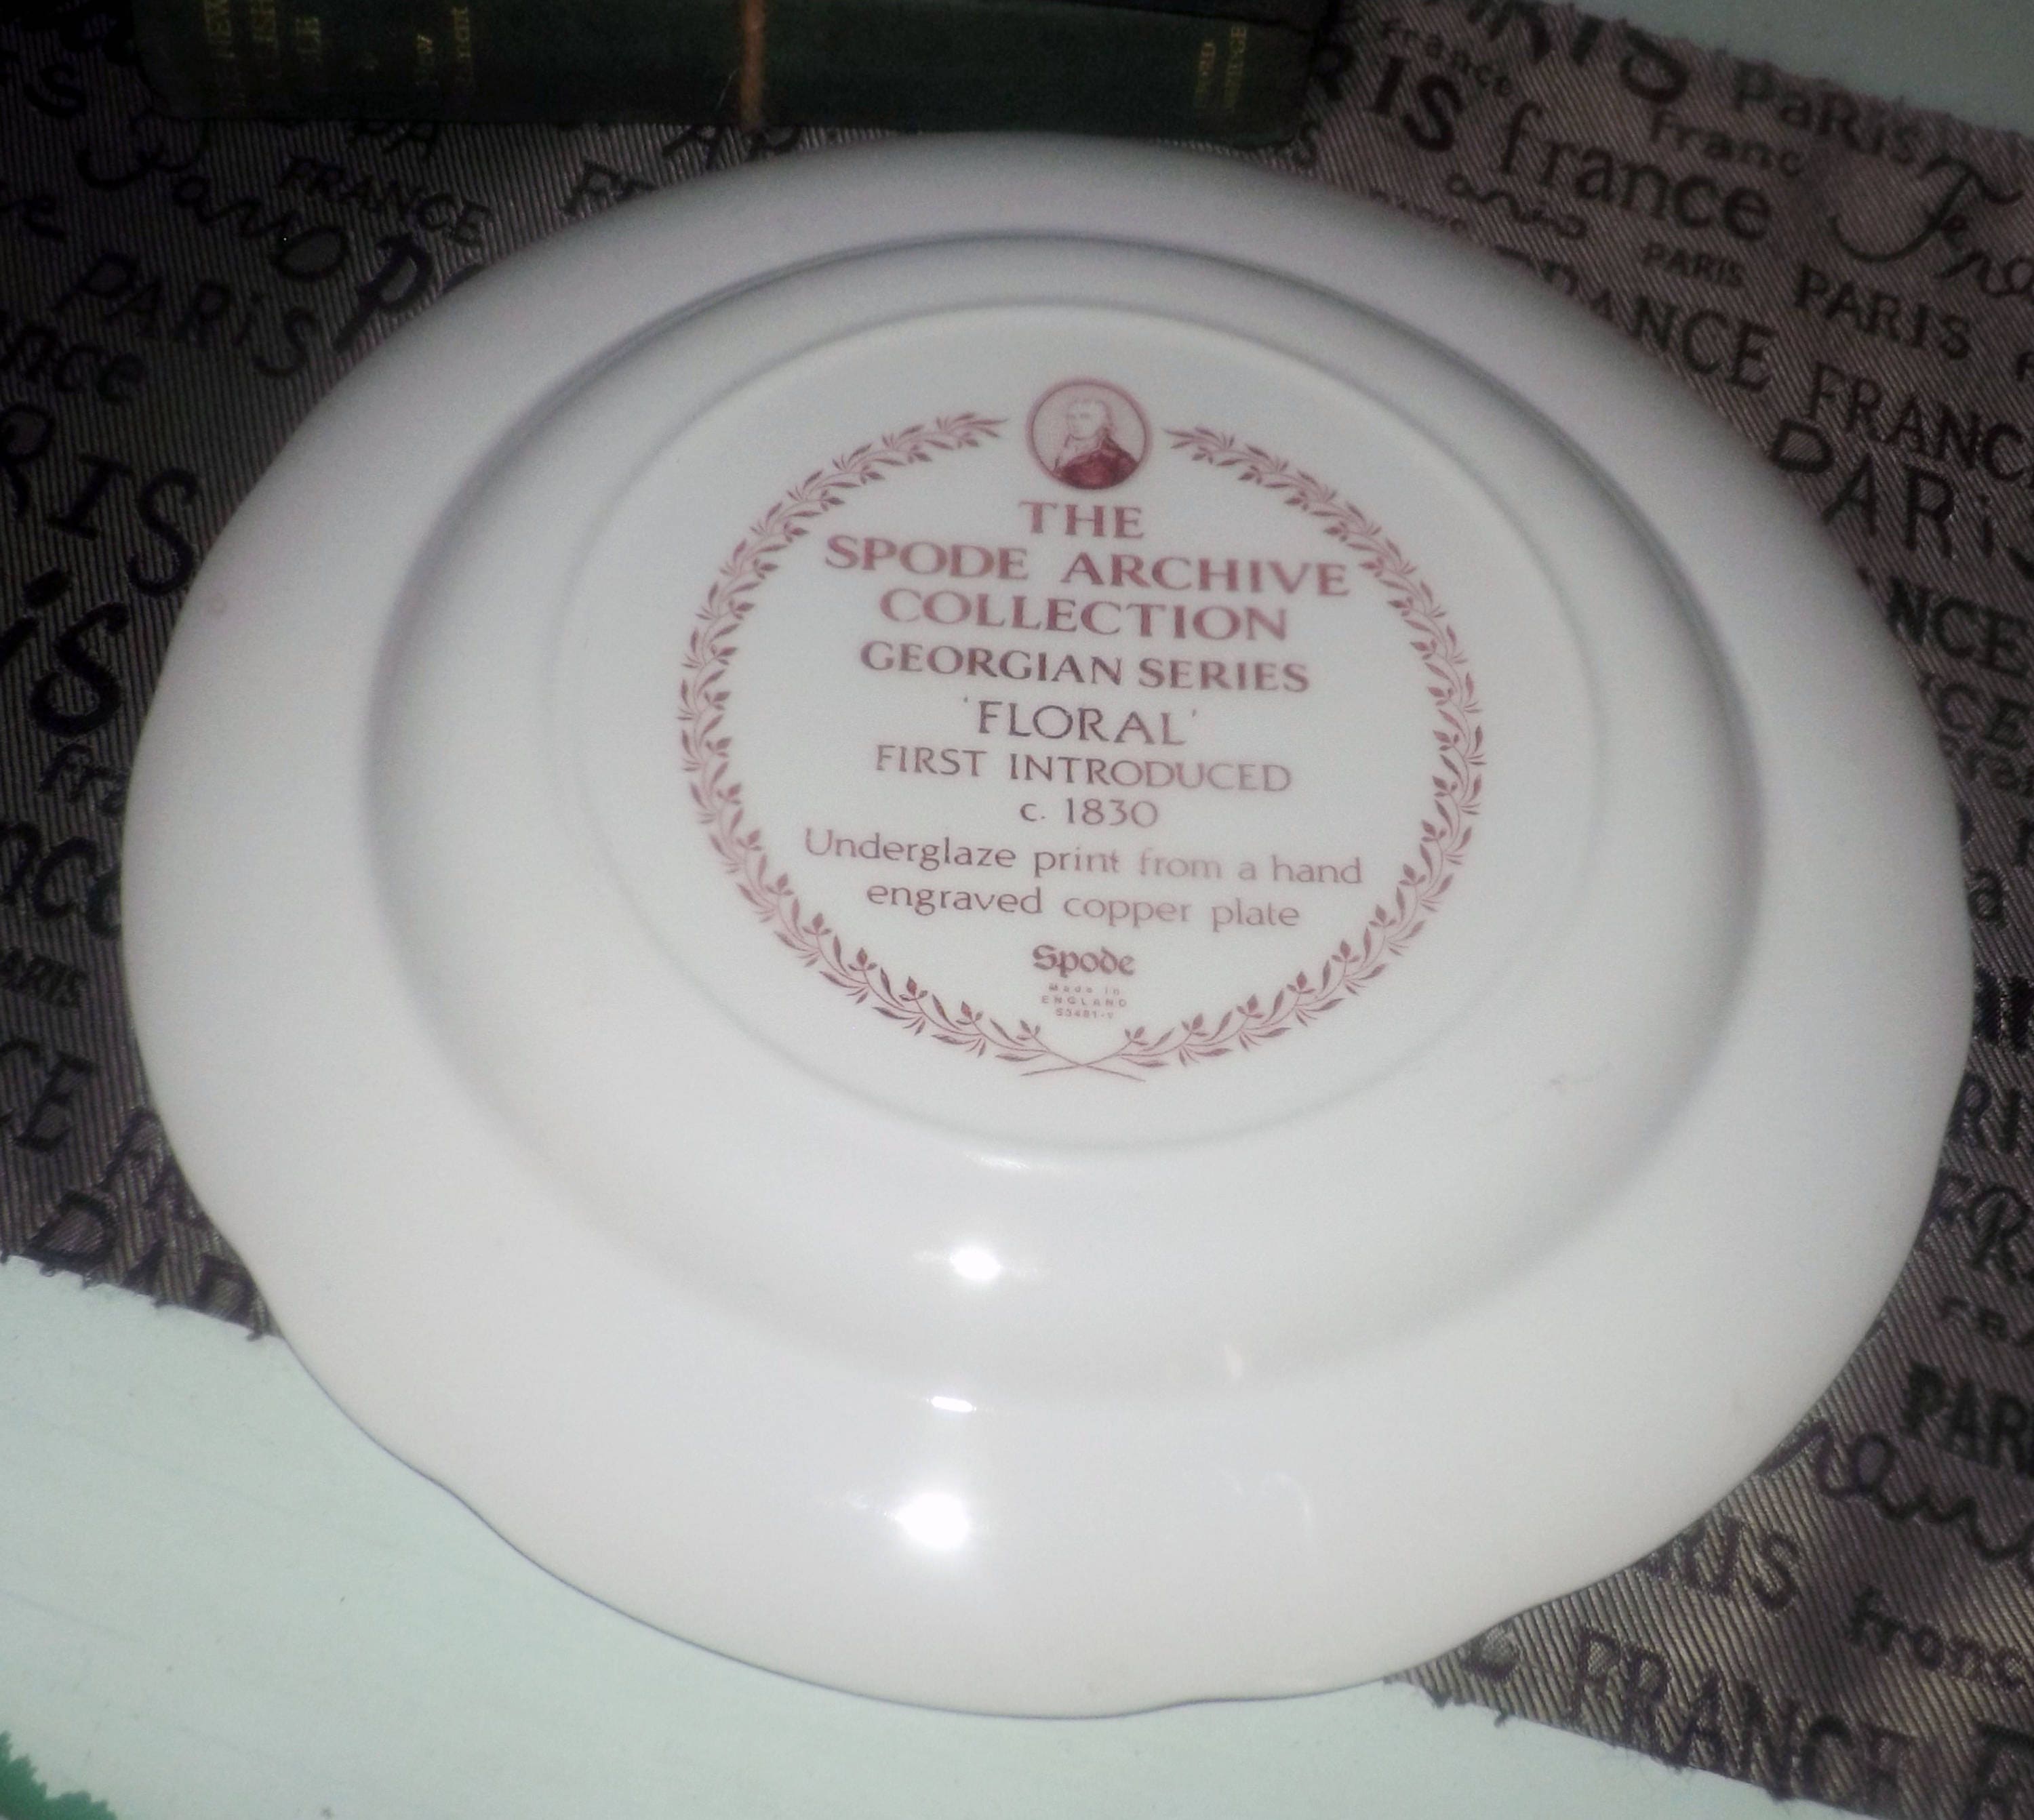 THE
SPODE ARCHIVE
COLLECTION
GEORGIAN SERIES
'FLORAL'
FIRST INTRODUCED
c. 1830
Underglaze print from a hand
engraved copper plate
Spode
Made in
ENGLAND
france
france
Franc
PARIS
PARIS
PARIS
FRANCE
FRANCE
PARIS
PARIS
FRANCE